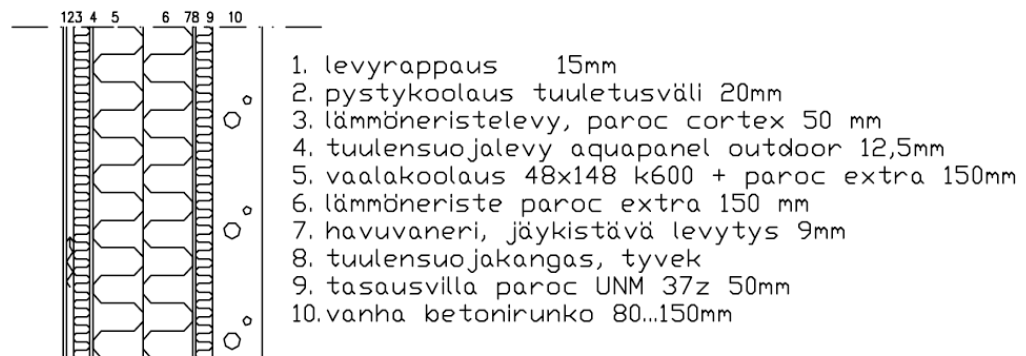 123 4 5 6 78 9 10
1. levyrappaus 15mm
2. pystykoolaus tuuletusväli 20mm
3. lämmöneristelevy, paroc cortex 50 mm
4. tuulensuojalevy aquapanel outdoor 12,5mm
5. vaalakoolaus 48x148 k600 + paroc extra 150mm
6. lämmöneriste paroc extra 150 mm
7. havuvaneri, jäykistävä levytys 9mm
8. tuulensuojakangas, tyvek
9. tasausvilla paroc UNM 37z 50mm
10. vanha betonirunko 80...150mm